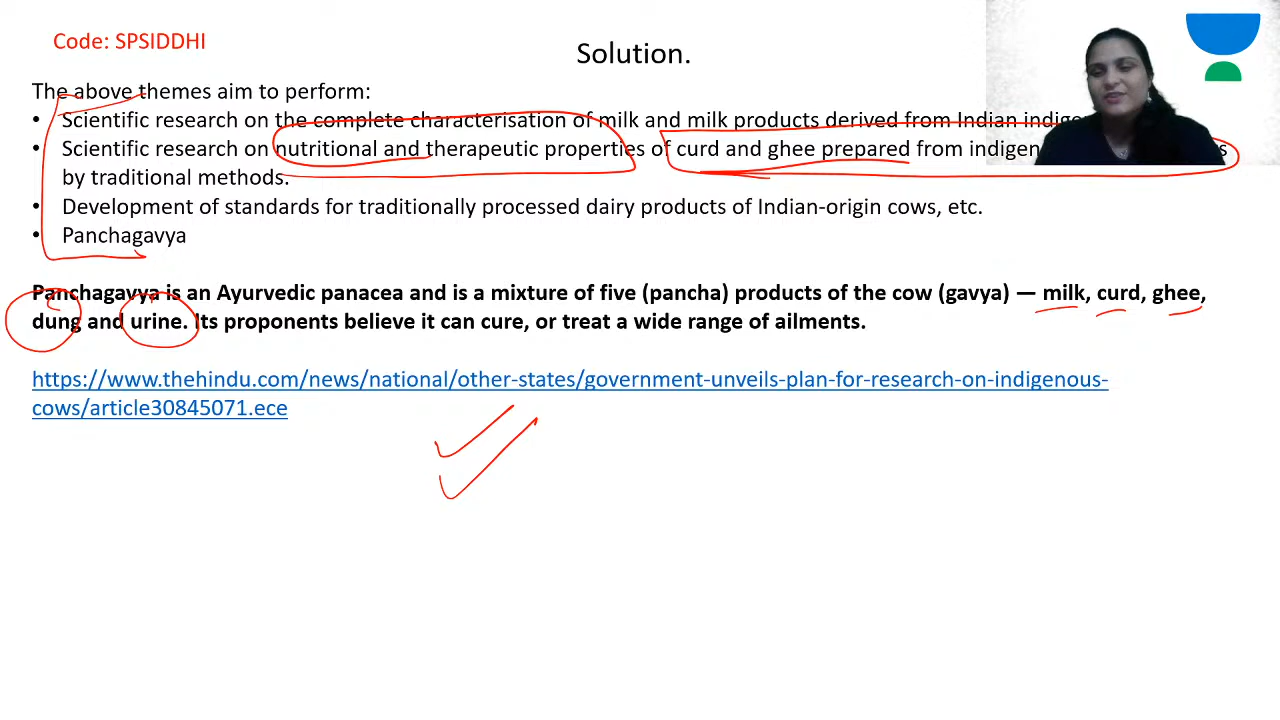 Code: SPSIDDHI
Solution.
The above themes aim to perform:
• Scientific research on the complete characterisation of milk and milk products derived from Indian
• Scientific research on nutritional and therapeutic properties of curd and ghee prepared from
by traditional methods.
• Development of standards for traditionally processed dairy products of Indian-origin cows, etc.
• Panchagavya
Panchagavya is an Ayurvedic panacea and is a mixture of five (pancha) products of the cow (gavya) — milk, curd, ghee,
dung and urine. Its proponents believe it can cure, or treat a wide range of ailments.
https://www.thehindu.com/news/national/other-states/government-unveils-plan-for-research-on-indigenous-
cows/article30845071.ece